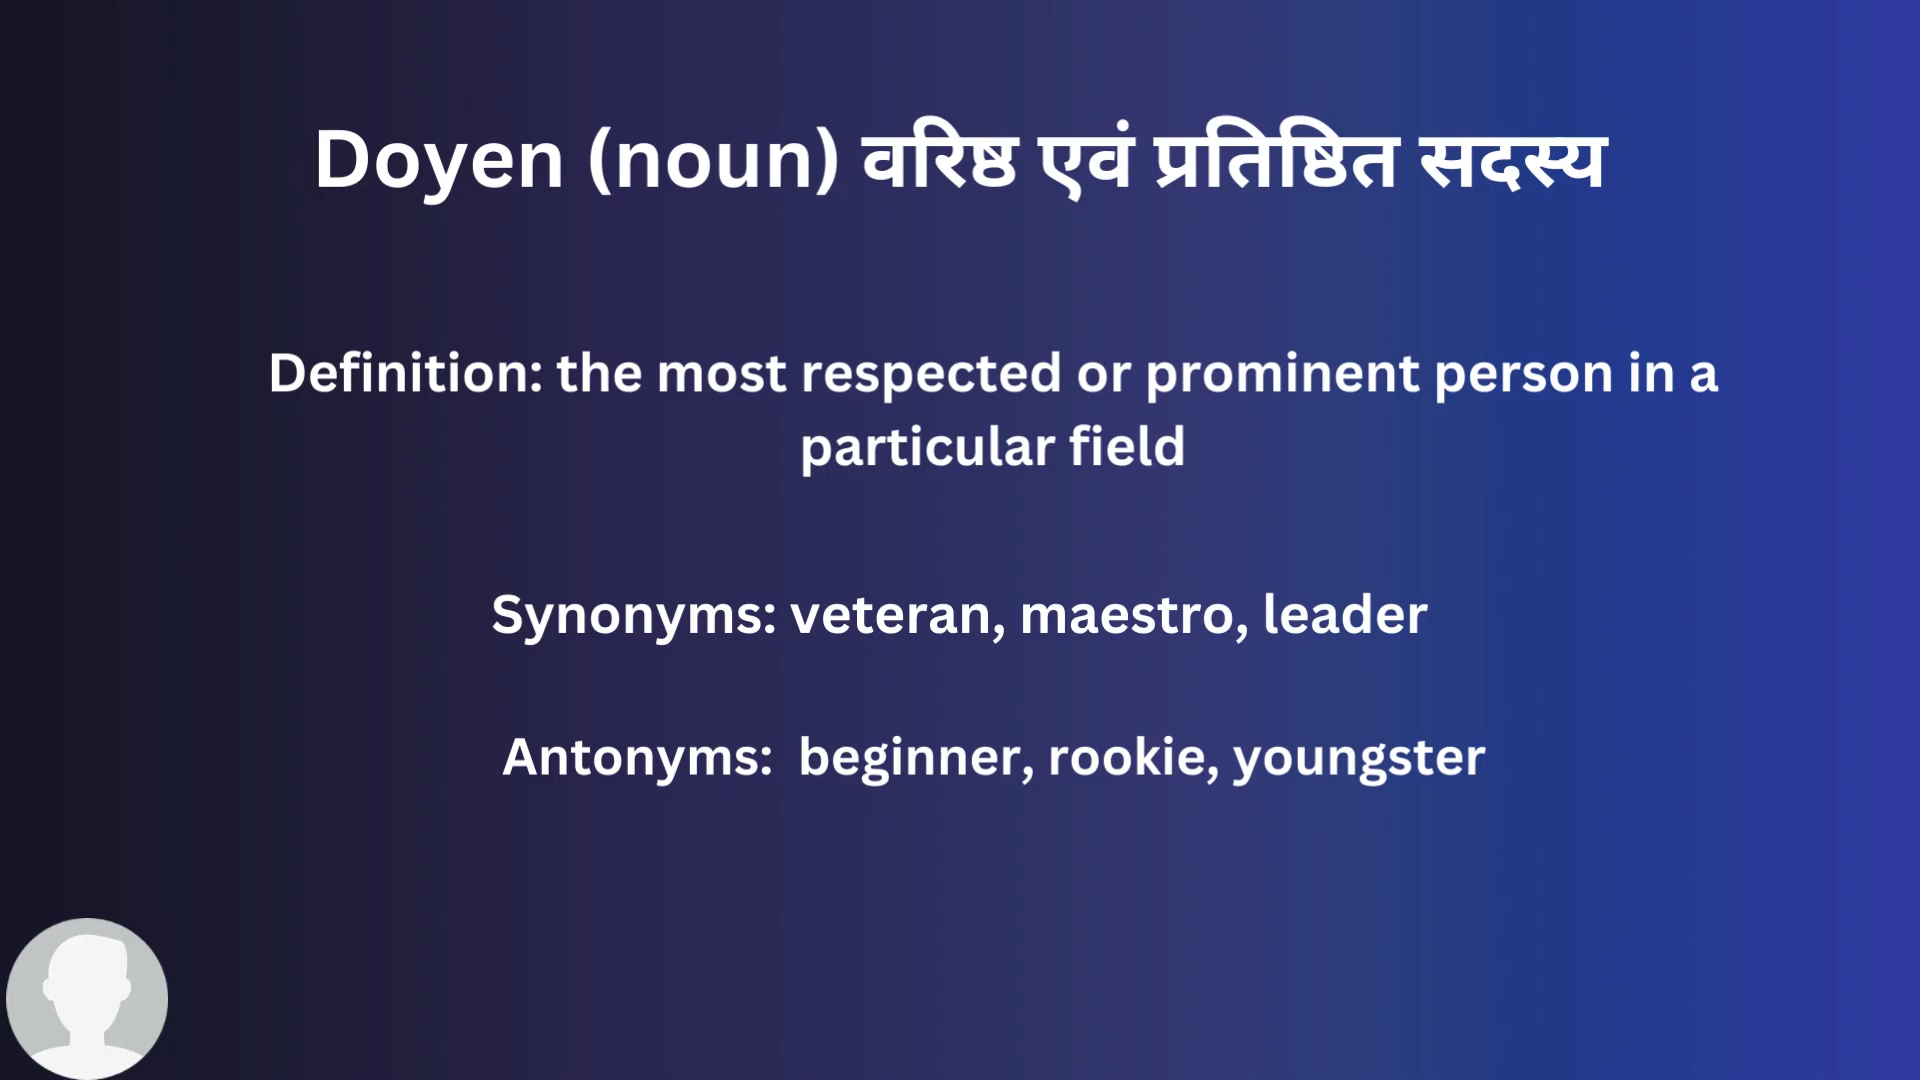 Doyen (noun) वरिष्ठ एवं प्रतिष्ठित सदस्य
Definition: the most respected or prominent person in a
particular field
Synonyms: veteran, maestro, leader
Antonyms: beginner, rookie, youngster